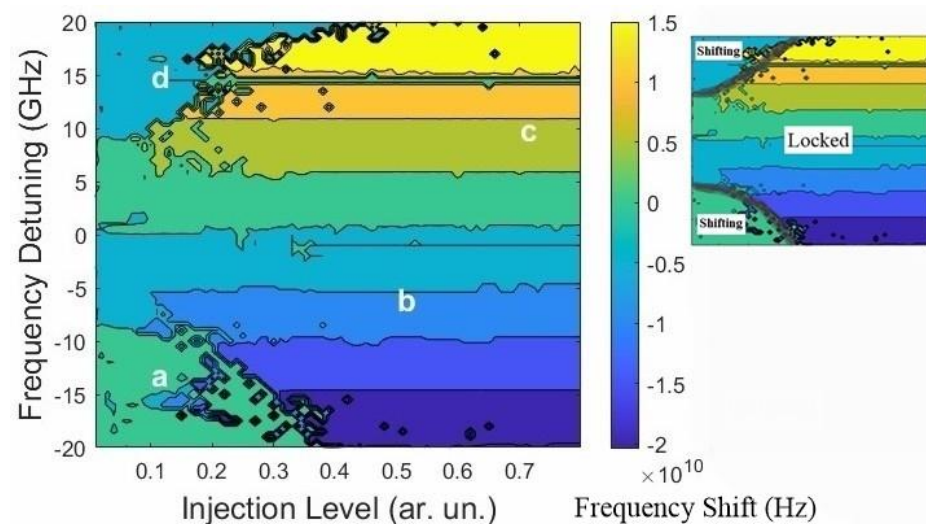 20
15
10
5
0
-5
-10
-15
-20
Frequency Detuning (GHz)
d
c
b
a
0.1 0.2 0.3 0.4 0.5 0.6 0.7
Injection Level (ar. un.)
1.5
1
0.5
0
-0.5
-1
-1.5
-2
×10^10
Frequency Shift (Hz)
Shifting
Locked
Shifting